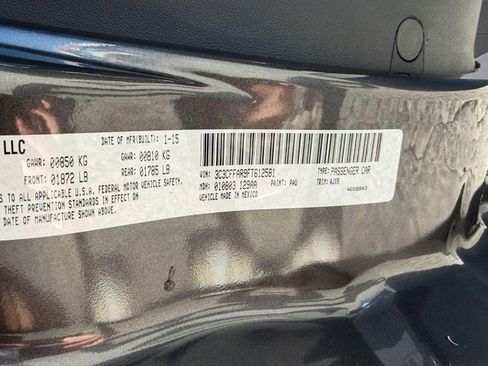 LLC
DATE OF MFR(BUILT): 1-15
GAWR: 00850 KG GAWR: 00810 KG
FRONT: 01872 LB REAR: 01785 LB
TO ALL APPLICABLE U.S.A. FEDERAL MOTOR VEHICLE SAFETY,
THEFT PREVENTION STANDARDS IN EFFECT ON THE DATE OF
MANUFACTURE SHOWN ABOVE.
VIN: 3C3CFFAR9FT612581 TYPE: PASSENGER CAR
MDH: 010803 129AA PAINT: PAU TRIM: AJX9
VEHICLE MADE IN MEXICO